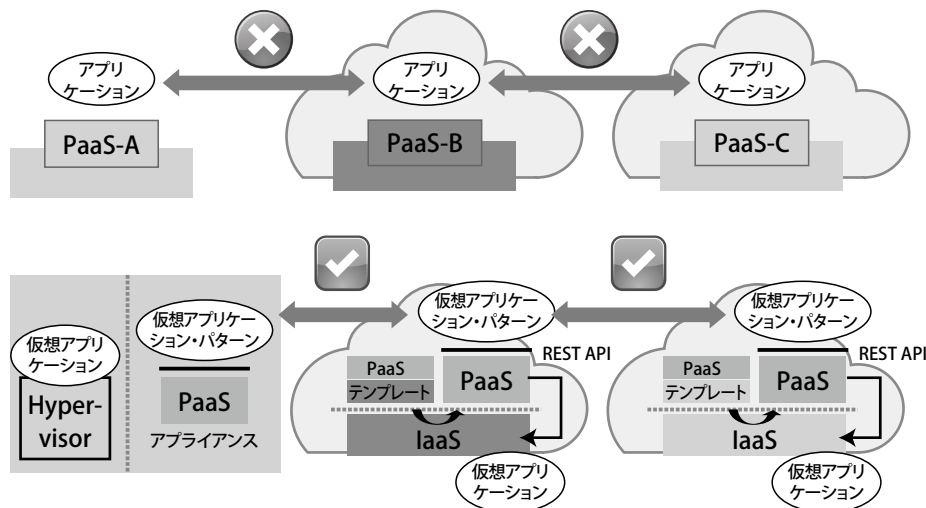 アプリ
ケーション
アプリ
ケーション
アプリ
ケーション
PaaS-A
PaaS-B
PaaS-C
仮想アプリケー
ション・パターン
仮想アプリケー
ション・パターン
仮想アプリケー
ション・パターン
仮想アプリ
ケーション
REST API
REST API
PaaS
テンプレート
PaaS
PaaS
テンプレート
PaaS
Hyper-
visor
PaaS
アプライアンス
IaaS
IaaS
仮想アプリ
ケーション
仮想アプリ
ケーション